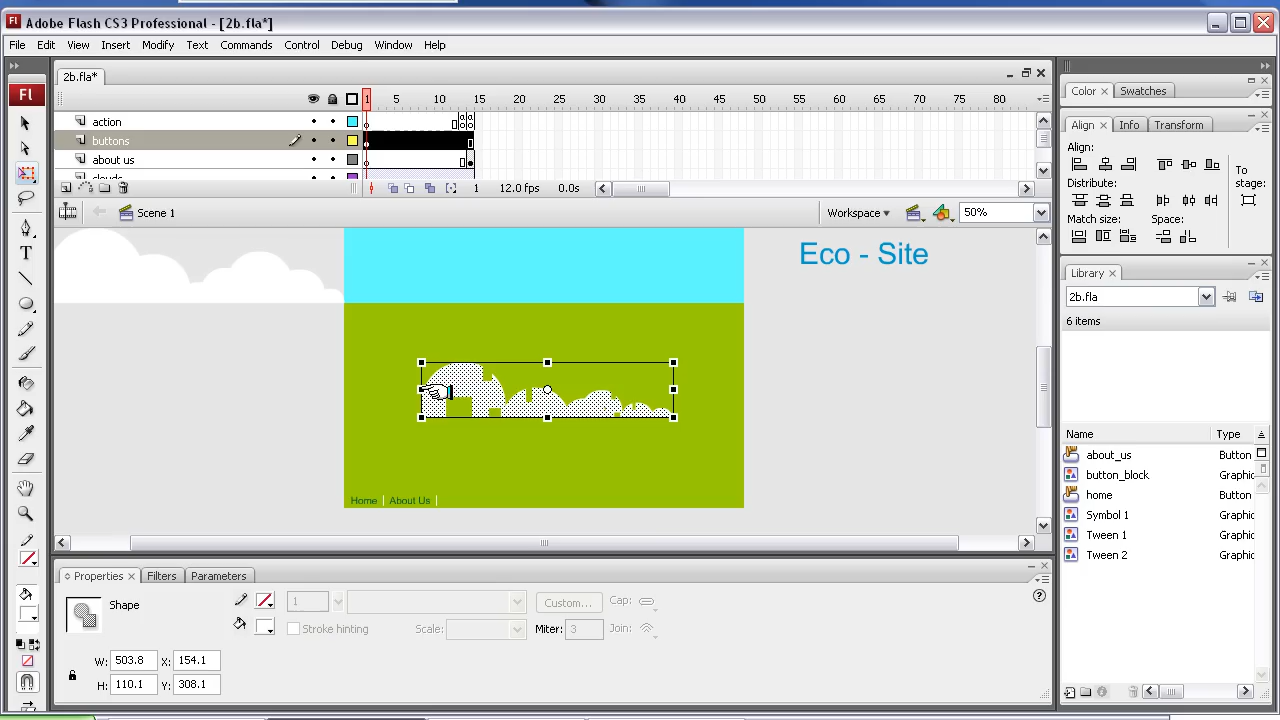 Adobe Flash CS3 Professional - [2b.fla*]
File Edit View Insert Modify Text Commands Control Debug Window Help
2b.fla*
Fl
1 5 10 15 20 25 30 35 40 45 50 55 60 65 70 75 80
action
buttons
about us
clouds
1 12.0 fps 0.0s
Scene 1
Workspace
50%
Eco - Site
Home About Us
Properties Filters Parameters
Shape
1
Custom...
Cap:
Stroke hinting
Scale:
Miter: 3
Join:
W: 503.8 X: 154.1
H: 110.1 Y: 308.1
Color Swatches
Align Info Transform
Align:
To stage:
Distribute:
Match size: Space:
Library
2b.fla
6 items
Name Type
about_us Button
button_block Graphic
home Button
Symbol 1 Graphic
Tween 1 Graphic
Tween 2 Graphic